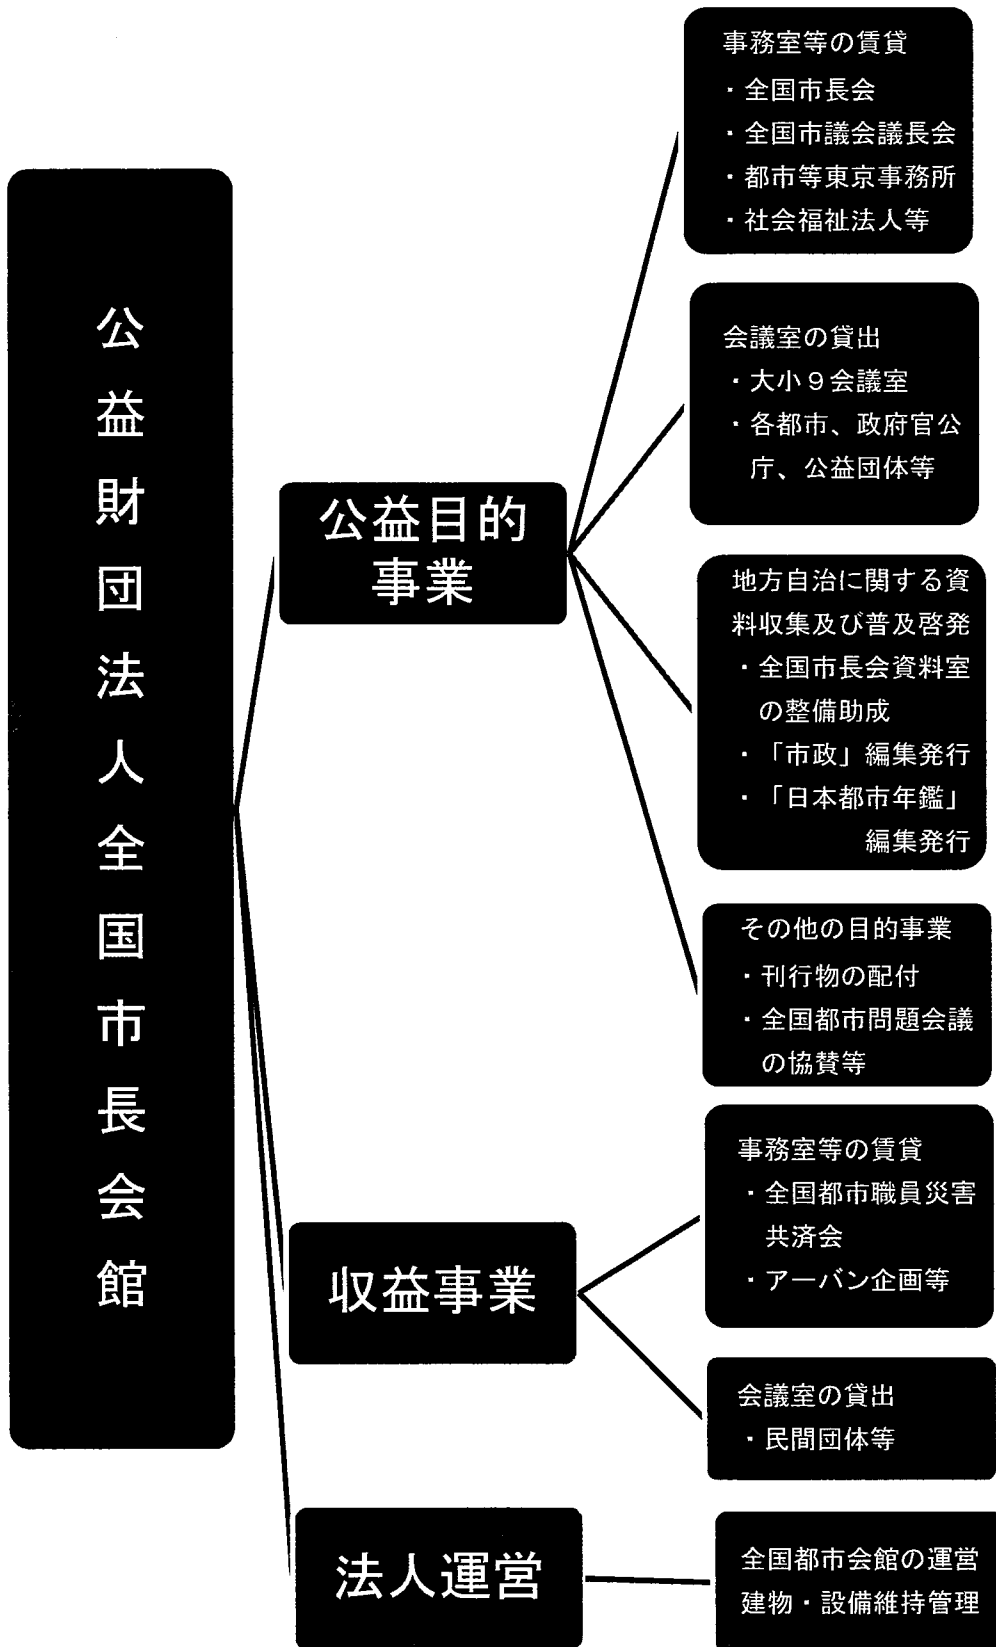 公益財団法人全国市長会館
公益目的
事業
事務室等の賃貸
・全国市長会
・全国市議会議長会
・都市等東京事務所
・社会福祉法人等
会議室の貸出
・大小９会議室
・各都市、政府官公
庁、公益団体等
地方自治に関する資
料収集及び普及啓発
・全国市長会資料室
の整備助成
・「市政」編集発行
・「日本都市年鑑」
編集発行
その他の目的事業
・刊行物の配付
・全国都市問題会議
の協賛等
収益事業
事務室等の賃貸
・全国都市職員災害
共済会
・アーバン企画等
会議室の貸出
・民間団体等
法人運営
全国都市会館の運営
建物・設備維持管理